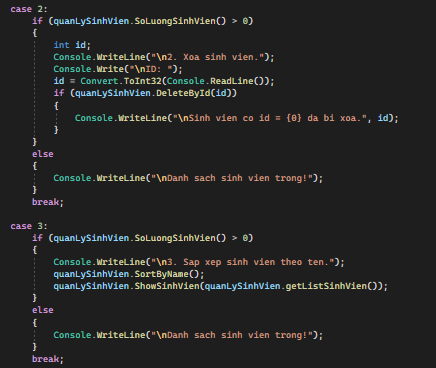 case 2:
if (quanLySinhVien.SoLuongSinhVien() > 0)
{
int id;
Console.WriteLine("\n2. Xoa sinh vien.");
Console.Write("\nID: ");
id = Convert.ToInt32(Console.ReadLine());
if (quanLySinhVien.DeleteById(id))
{
Console.WriteLine("\nSinh vien co id = {0} da bi xoa.", id);
}
}
else
{
Console.WriteLine("\nDanh sach sinh vien trong!");
}
break;
case 3:
if (quanLySinhVien.SoLuongSinhVien() > 0)
{
Console.WriteLine("\n3. Sap xep sinh vien theo ten.");
quanLySinhVien.SortByName();
quanLySinhVien.ShowSinhVien(quanLySinhVien.getListSinhVien());
}
else
{
Console.WriteLine("\nDanh sach sinh vien trong!");
}
break;